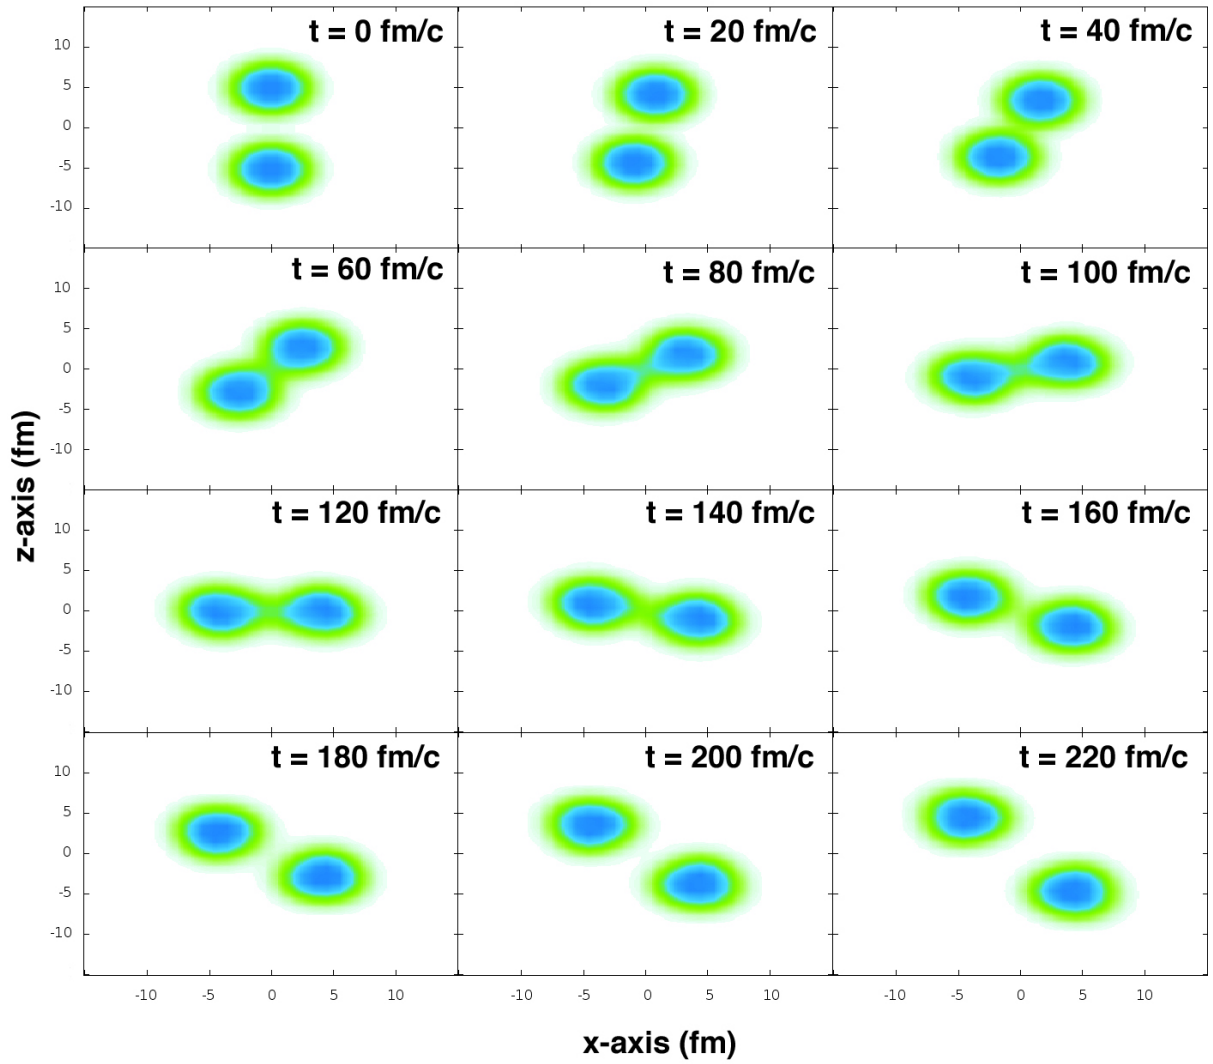 t = 0 fm/c
t = 20 fm/c
t = 40 fm/c
10
5
0
-5
-10
t = 60 fm/c
t = 80 fm/c
t = 100 fm/c
10
5
0
-5
-10
z-axis (fm)
t = 120 fm/c
t = 140 fm/c
t = 160 fm/c
10
5
0
-5
-10
t = 180 fm/c
t = 200 fm/c
t = 220 fm/c
10
5
0
-5
-10
-10 -5 0 5 10
-10 -5 0 5 10
-10 -5 0 5 10
x-axis (fm)